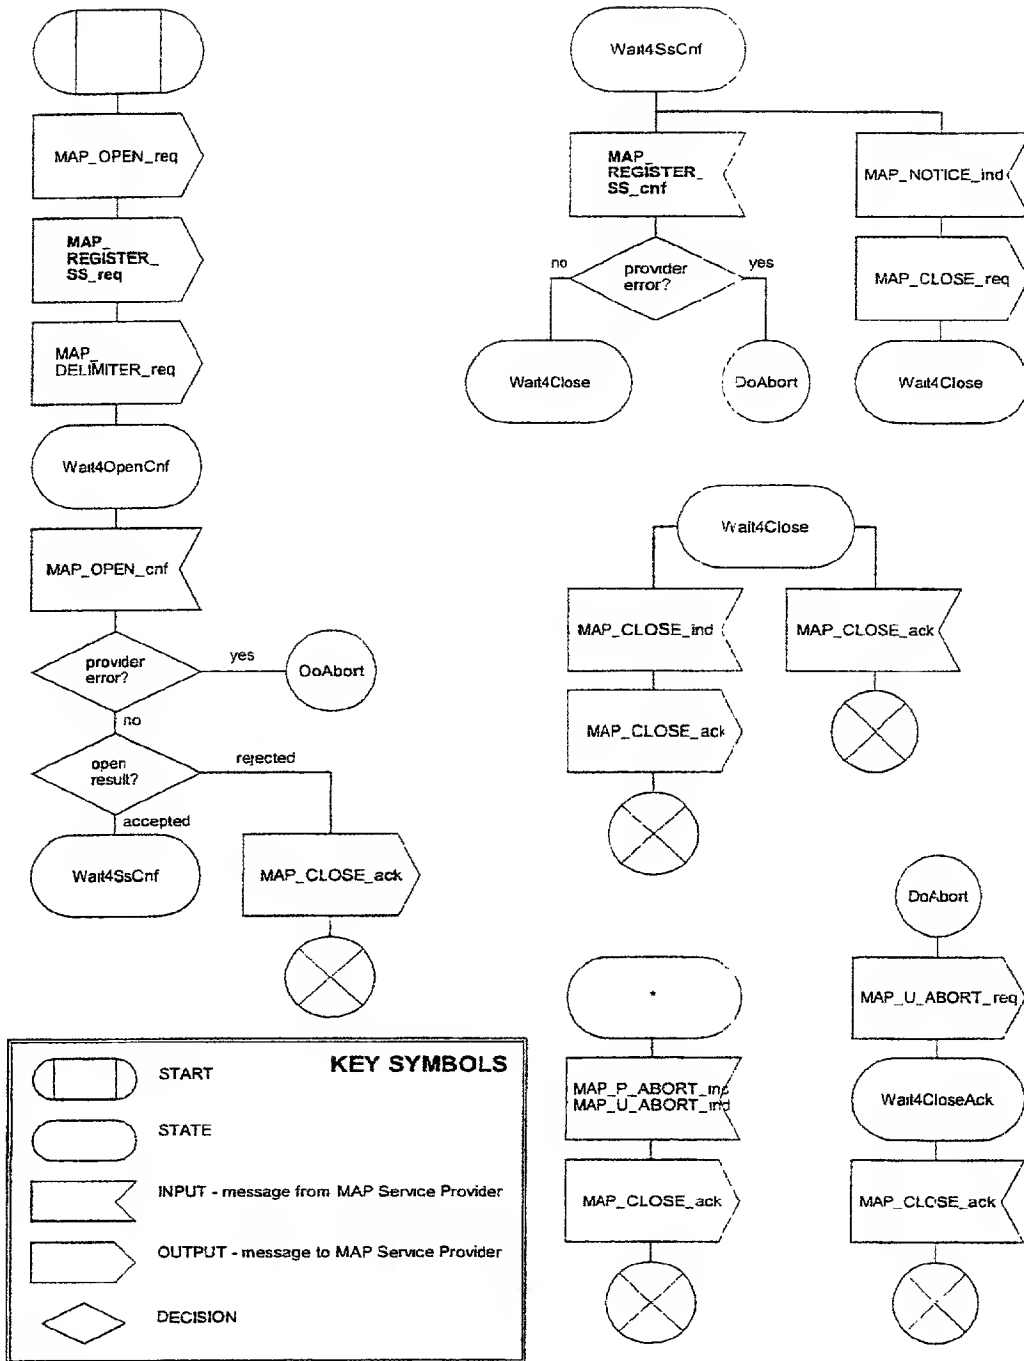 MAP_OPEN_req
MAP_
REGISTER_
SS_req
MAP_
DELIMITER_req
Wait4OpenCnf
MAP_OPEN_cnf
provider
error?
yes
DoAbort
no
open
result?
rejected
accepted
Wait4SsCnf
MAP_CLOSE_ack
Wait4SsCnf
MAP_
REGISTER_
SS_cnf
MAP_NOTICE_ind
no
provider
error?
yes
MAP_CLOSE_req
Wait4Close
DoAbort
Wait4Close
Wait4Close
MAP_CLOSE_ind
MAP_CLOSE_ack
MAP_CLOSE_ack
*
MAP_P_ABORT_ind
MAP_U_ABORT_ind
MAP_CLOSE_ack
DoAbort
MAP_U_ABORT_req
Wait4CloseAck
MAP_CLOSE_ack
KEY SYMBOLS
START
STATE
INPUT - message from MAP Service Provider
OUTPUT - message to MAP Service Provider
DECISION